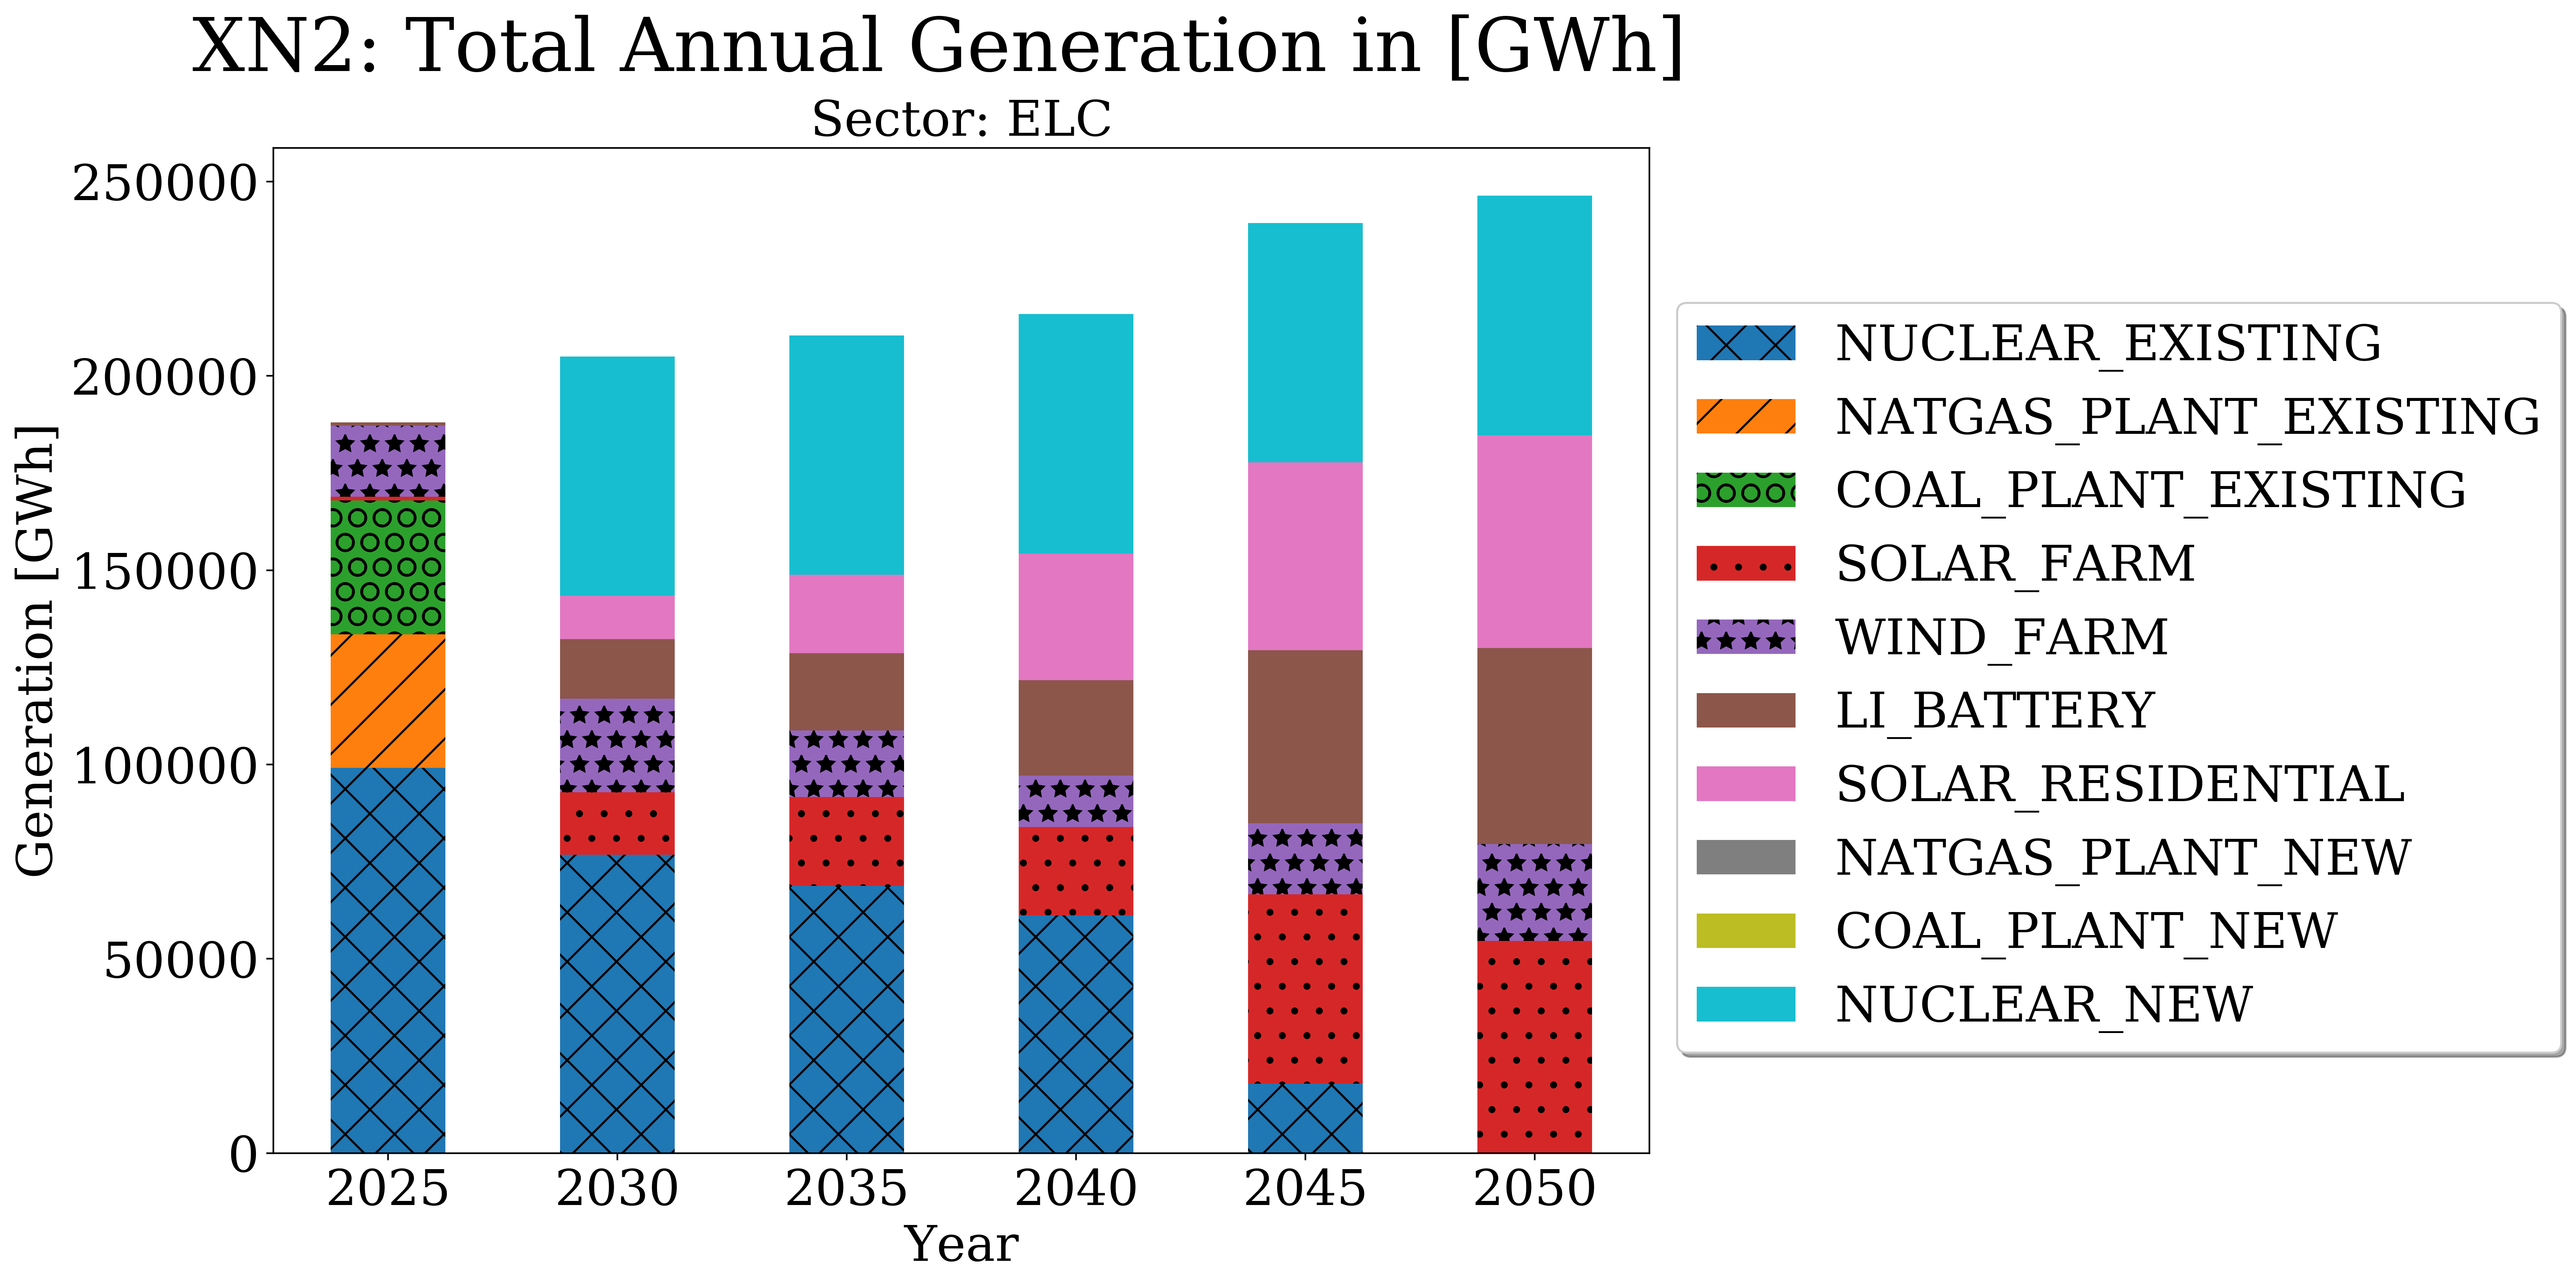 XN2: Total Annual Generation in [GWh]
Sector: ELC
Generation [GWh]
250000
200000
150000
100000
50000
0
2025 2030 2035 2040 2045 2050
Year
NUCLEAR_EXISTING
NATGAS_PLANT_EXISTING
COAL_PLANT_EXISTING
SOLAR_FARM
WIND_FARM
LI_BATTERY
SOLAR_RESIDENTIAL
NATGAS_PLANT_NEW
COAL_PLANT_NEW
NUCLEAR_NEW